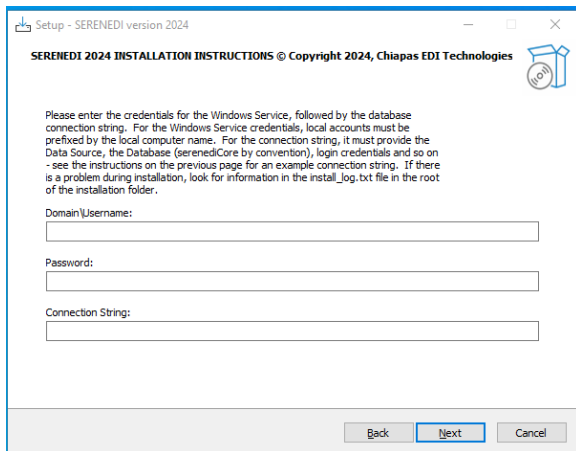 Setup - SERENEDI version 2024
SERENEDI 2024 INSTALLATION INSTRUCTIONS © Copyright 2024, Chiapas EDI Technologies
Please enter the credentials for the Windows Service, followed by the database
connection string. For the Windows Service credentials, local accounts must be
prefixed by the local computer name. For the connection string, it must provide the
Data Source, the Database (serenediCore by convention), login credentials and so on
- see the instructions on the previous page for an example connection string. If there
is a problem during installation, look for information in the install_log.txt file in the root
of the installation folder.
Domain\Username:
Password:
Connection String:
Back
Next
Cancel